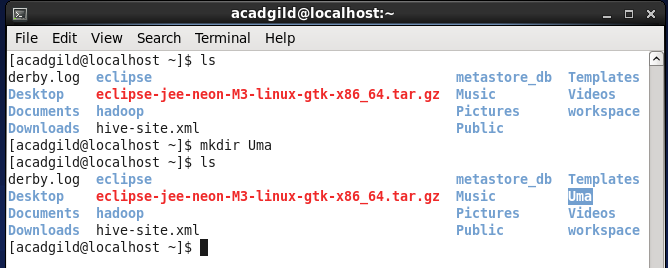 acadgild@localhost:~
File Edit View Search Terminal Help
[acadgild@localhost ~]$ ls
derby.log eclipse metastore_db Templates
Desktop eclipse-jee-neon-M3-linux-gtk-x86_64.tar.gz Music Videos
Documents hadoop Pictures workspace
Downloads hive-site.xml Public
[acadgild@localhost ~]$ mkdir Uma
[acadgild@localhost ~]$ ls
derby.log eclipse metastore_db Templates
Desktop eclipse-jee-neon-M3-linux-gtk-x86_64.tar.gz Music Uma
Documents hadoop Pictures Videos
Downloads hive-site.xml Public workspace
[acadgild@localhost ~]$